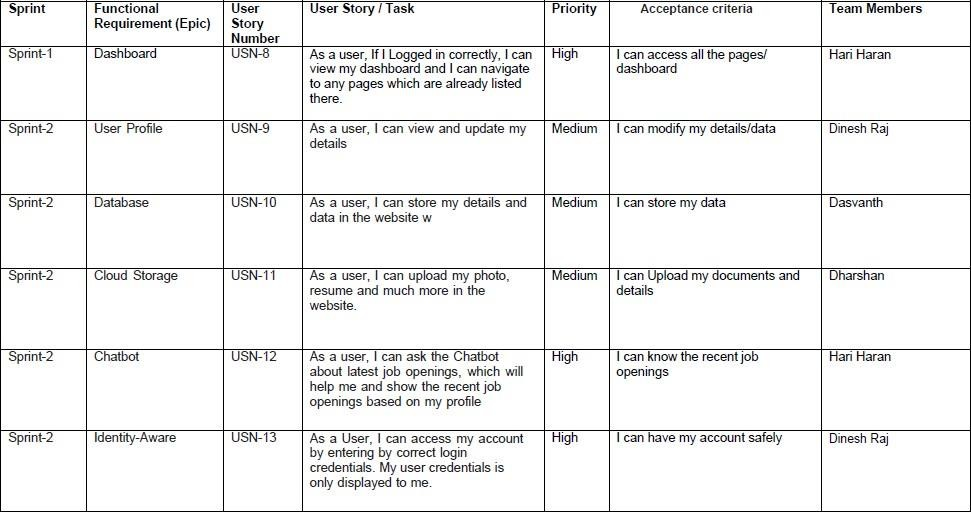 Sprint
Functional
Requirement (Epic)
User
Story
Number
User Story / Task
Priority
Acceptance criteria
Team Members
Sprint-1
Dashboard
USN-8
As a user, If I Logged in correctly, I can
view my dashboard and I can navigate
to any pages which are already listed
there.
High
I can access all the pages/
dashboard
Hari Haran
Sprint-2
User Profile
USN-9
As a user, I can view and update my
details
Medium
I can modify my details/data
Dinesh Raj
Sprint-2
Database
USN-10
As a user, I can store my details and
data in the website w
Medium
I can store my data
Dasvanth
Sprint-2
Cloud Storage
USN-11
As a user, I can upload my photo,
resume and much more in the
website.
Medium
I can Upload my documents and
details
Dharshan
Sprint-2
Chatbot
USN-12
As a user, I can ask the Chatbot
about latest job openings, which will
help me and show the recent job
openings based on my profile
High
I can know the recent job
openings
Hari Haran
Sprint-2
Identity-Aware
USN-13
As a User, I can access my account
by entering by correct login
credentials. My user credentials is
only displayed to me.
High
I can have my account safely
Dinesh Raj